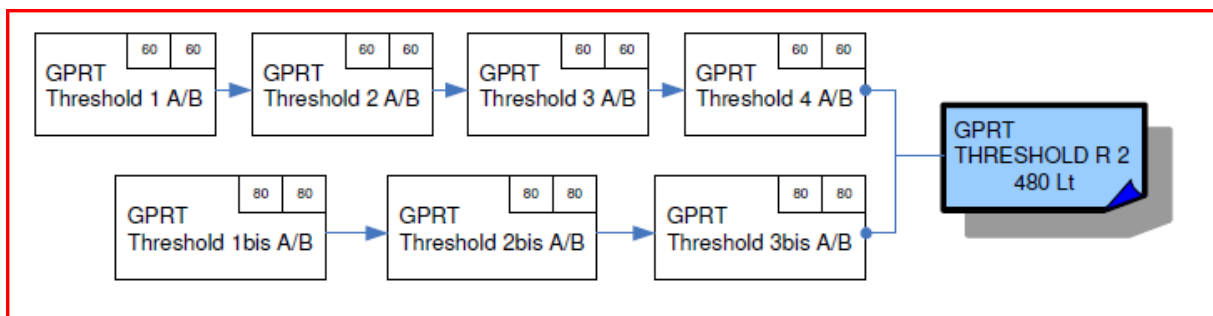 60 60
GPRT
Threshold 1 A/B
60 60
GPRT
Threshold 2 A/B
60 60
GPRT
Threshold 3 A/B
60 60
GPRT
Threshold 4 A/B
GPRT
THRESHOLD R 2
480 Lt
80 80
GPRT
Threshold 1bis A/B
80 80
GPRT
Threshold 2bis A/B
80 80
GPRT
Threshold 3bis A/B